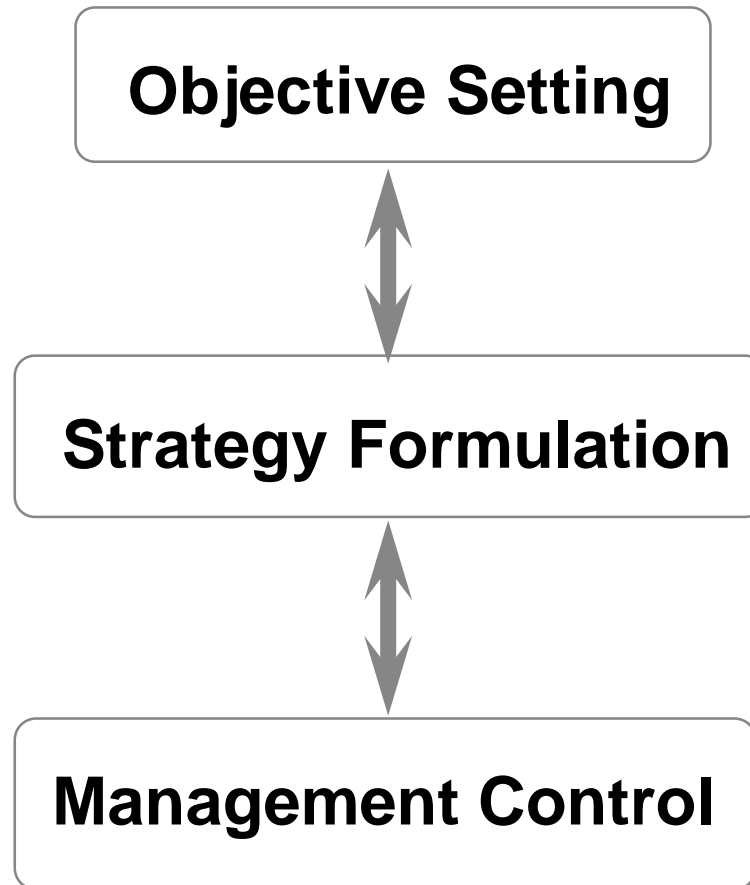 Objective Setting
Strategy Formulation
Management Control